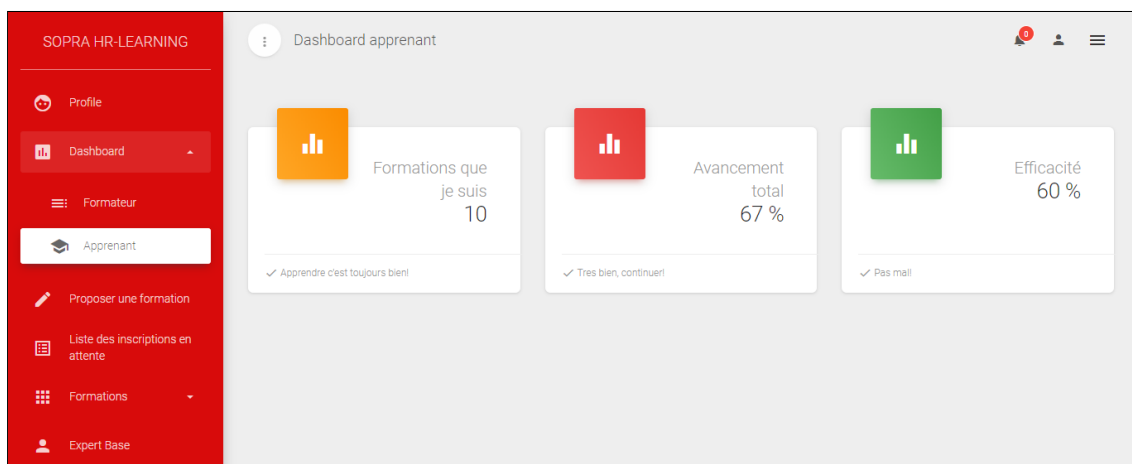 SOPRA HR-LEARNING
Profile
Dashboard
Formateur
Apprenant
Proposer une formation
Liste des inscriptions en
attente
Formations
Expert Base
Dashboard apprenant
0
Formations que
je suis
10
Apprendre c'est toujours bien!
Avancement
total
67 %
Tres bien, continuer!
Efficacité
60 %
Pas mal!